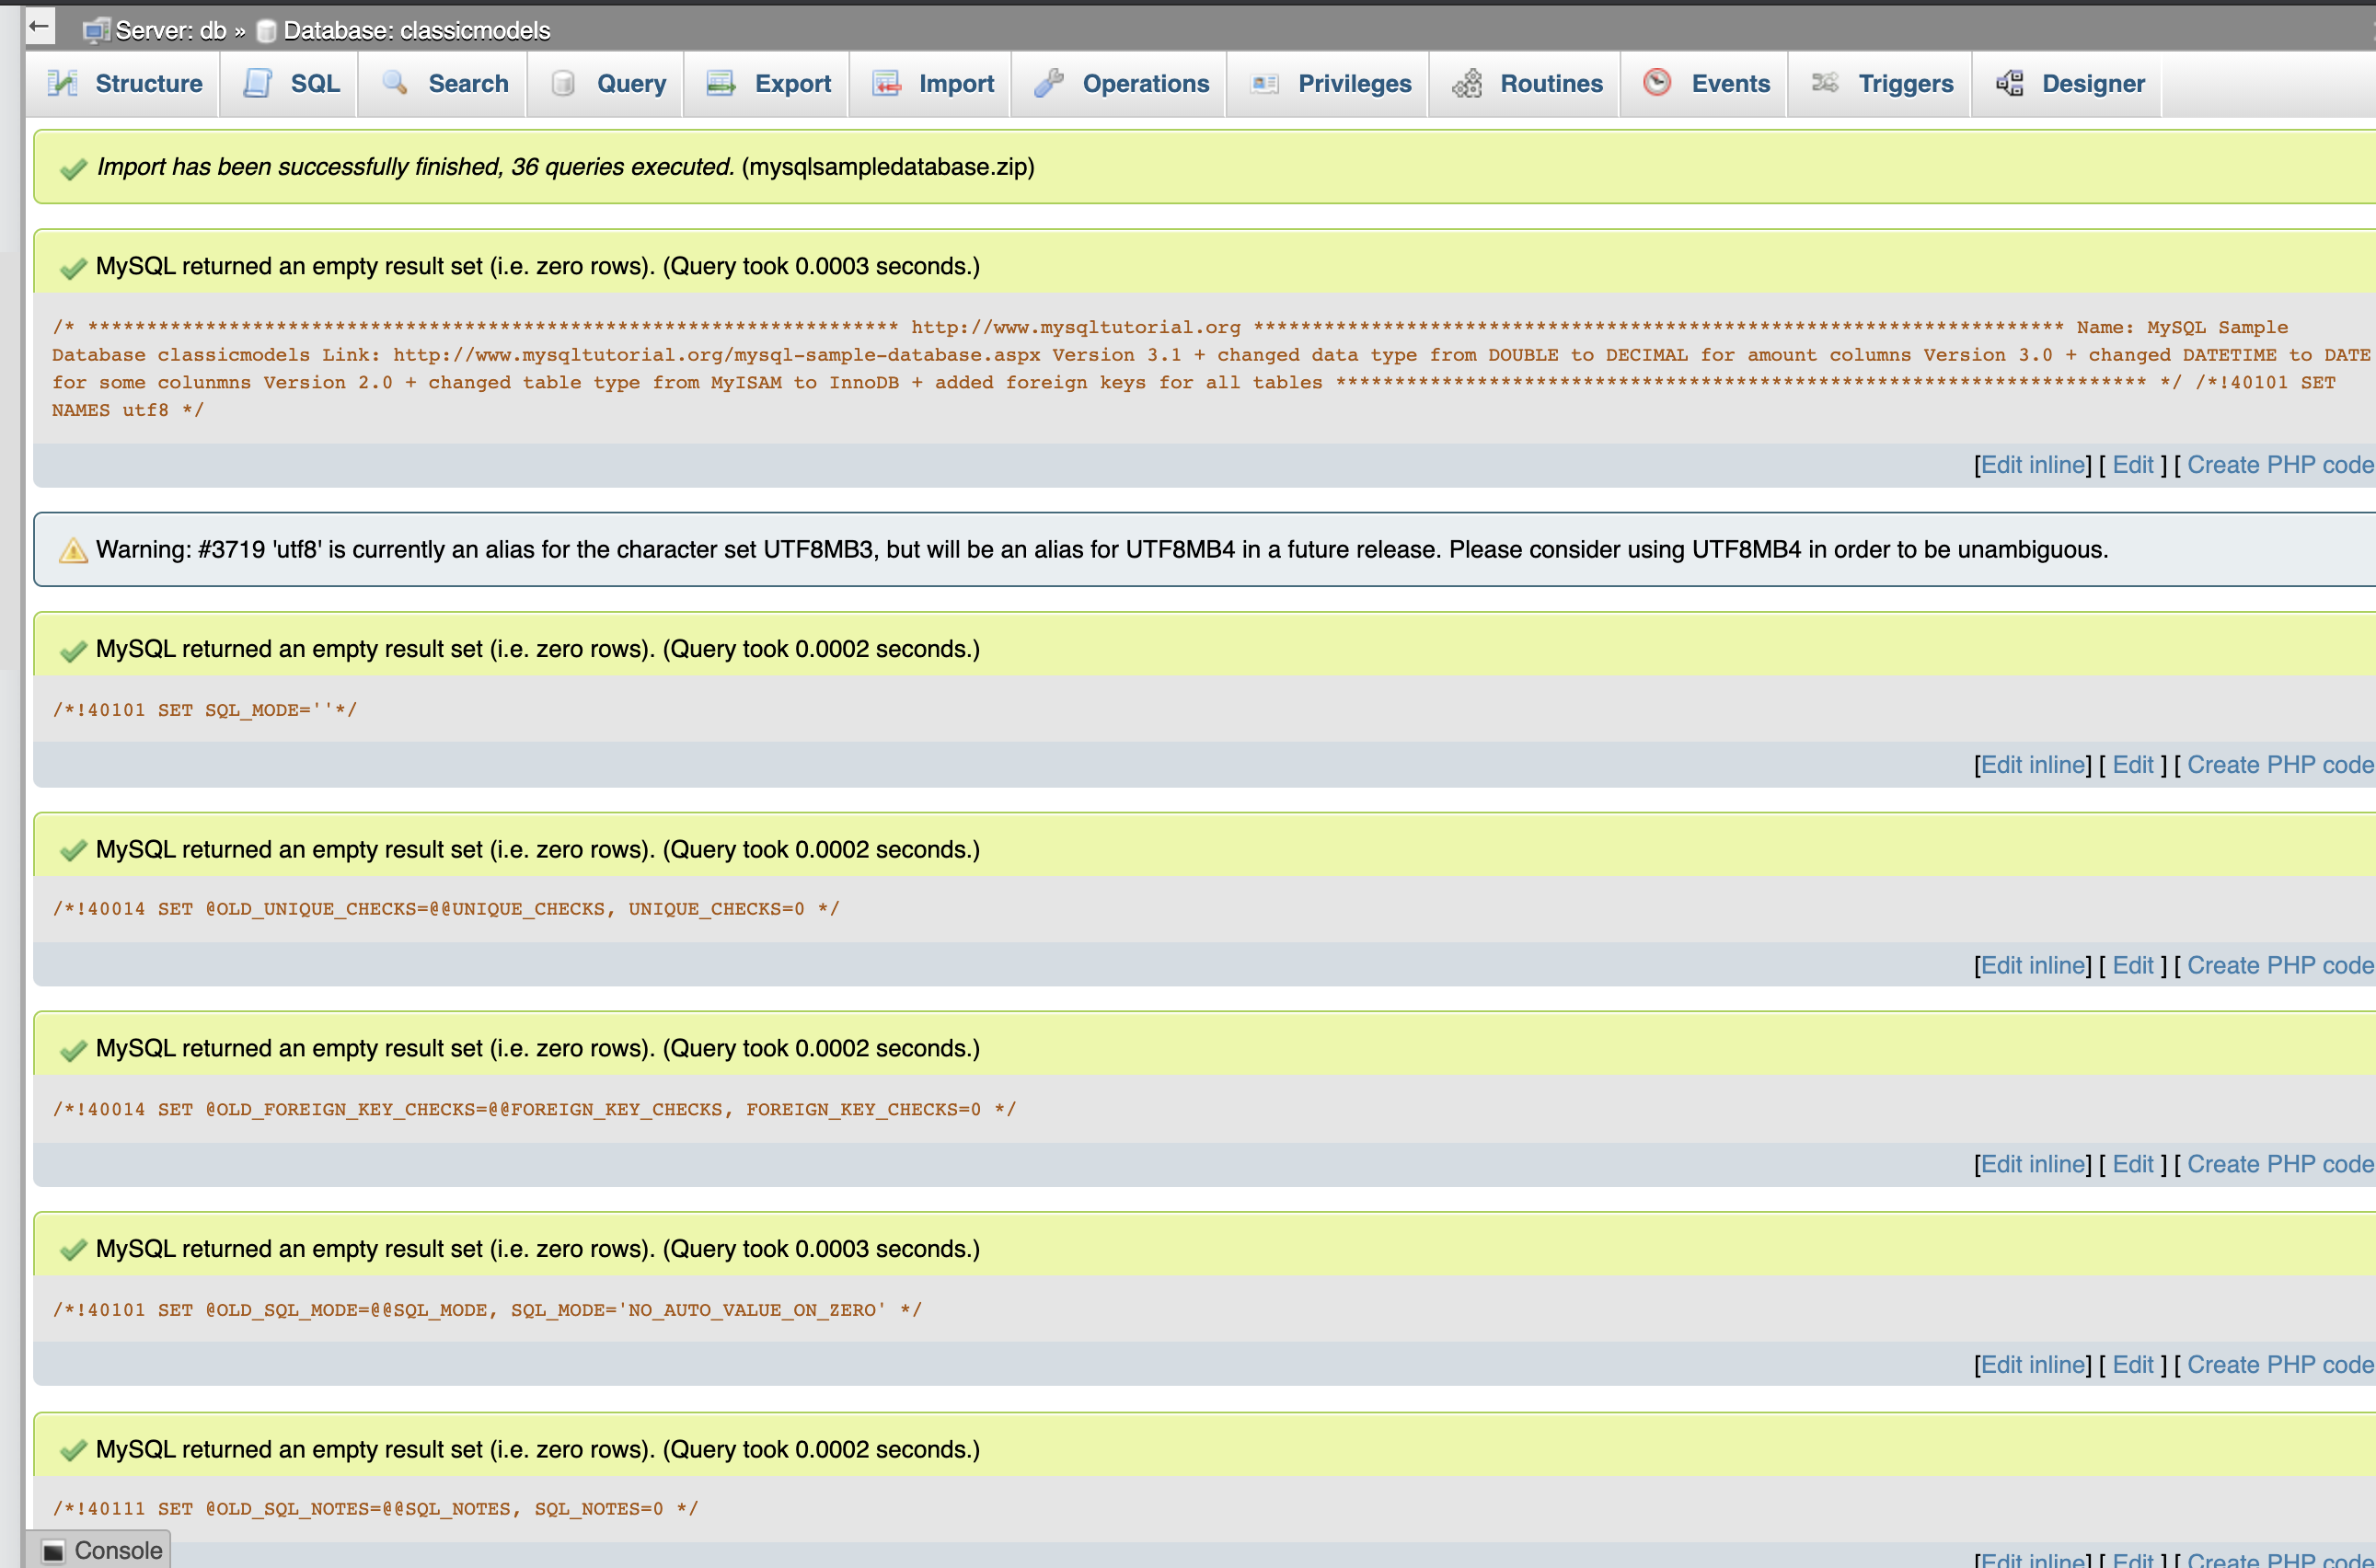 Server: db » Database: classicmodels
Structure SQL Search Query Export Import Operations Privileges Routines Events Triggers Designer
Import has been successfully finished, 36 queries executed. (mysqlsampledatabase.zip)
MySQL returned an empty result set (i.e. zero rows). (Query took 0.0003 seconds.)
/* ********************************************************************* http://www.mysqltutorial.org ********************************************************************* Name: MySQL Sample
Database classicmodels Link: http://www.mysqltutorial.org/mysql-sample-database.aspx Version 3.1 + changed data type from DOUBLE to DECIMAL for amount columns Version 3.0 + changed DATETIME to DATE
for some colunmns Version 2.0 + changed table type from MyISAM to InnoDB + added foreign keys for all tables ********************************************************************* */ /*!40101 SET
NAMES utf8 */
[Edit inline] [ Edit ] [ Create PHP code
Warning: #3719 'utf8' is currently an alias for the character set UTF8MB3, but will be an alias for UTF8MB4 in a future release. Please consider using UTF8MB4 in order to be unambiguous.
MySQL returned an empty result set (i.e. zero rows). (Query took 0.0002 seconds.)
/*!40101 SET SQL_MODE=''*/
[Edit inline] [ Edit ] [ Create PHP code
MySQL returned an empty result set (i.e. zero rows). (Query took 0.0002 seconds.)
/*!40014 SET @OLD_UNIQUE_CHECKS=@@UNIQUE_CHECKS, UNIQUE_CHECKS=0 */
[Edit inline] [ Edit ] [ Create PHP code
MySQL returned an empty result set (i.e. zero rows). (Query took 0.0002 seconds.)
/*!40014 SET @OLD_FOREIGN_KEY_CHECKS=@@FOREIGN_KEY_CHECKS, FOREIGN_KEY_CHECKS=0 */
[Edit inline] [ Edit ] [ Create PHP code
MySQL returned an empty result set (i.e. zero rows). (Query took 0.0003 seconds.)
/*!40101 SET @OLD_SQL_MODE=@@SQL_MODE, SQL_MODE='NO_AUTO_VALUE_ON_ZERO' */
[Edit inline] [ Edit ] [ Create PHP code
MySQL returned an empty result set (i.e. zero rows). (Query took 0.0002 seconds.)
/*!40111 SET @OLD_SQL_NOTES=@@SQL_NOTES, SQL_NOTES=0 */
Console
[Edit inline] [ Edit ] [ Create PHP code